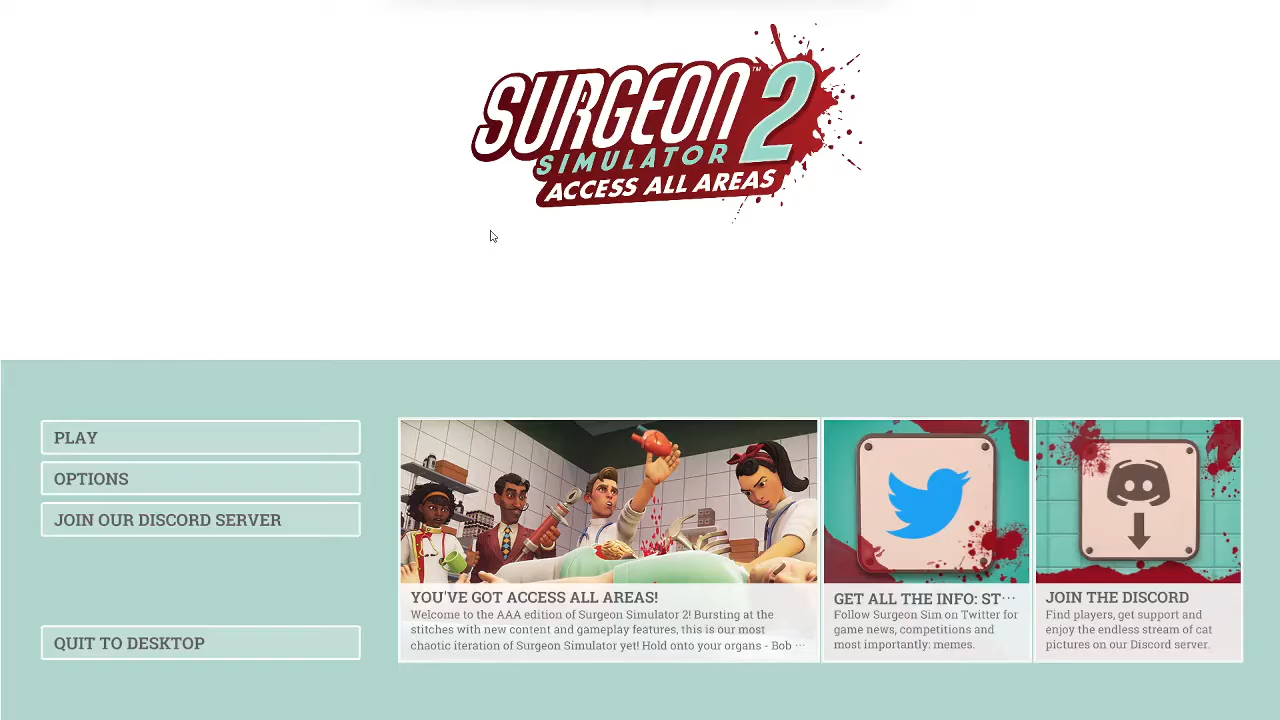 SURGEON 2™
SIMULATOR
ACCESS ALL AREAS
PLAY
OPTIONS
JOIN OUR DISCORD SERVER
QUIT TO DESKTOP
YOU'VE GOT ACCESS ALL AREAS!
Welcome to the AAA edition of Surgeon Simulator 2! Bursting at the
stitches with new content and gameplay features, this is our most
chaotic iteration of Surgeon Simulator yet! Hold onto your organs - Bob ···
GET ALL THE INFO: ST···
Follow Surgeon Sim on Twitter for
game news, competitions and
most importantly: memes.
JOIN THE DISCORD
Find players, get support and
enjoy the endless stream of cat
pictures on our Discord server.